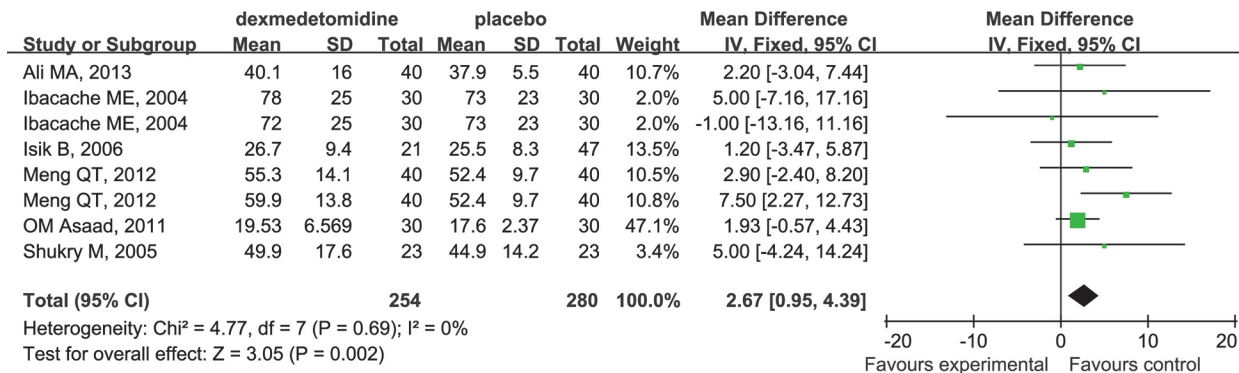 dexmedetomidine placebo Mean Difference Mean Difference
Study or Subgroup Mean SD Total Mean SD Total Weight IV, Fixed, 95% CI IV, Fixed, 95% CI
Ali MA, 2013 40.1 16 40 37.9 5.5 40 10.7% 2.20 [-3.04, 7.44]
Ibacache ME, 2004 78 25 30 73 23 30 2.0% 5.00 [-7.16, 17.16]
Ibacache ME, 2004 72 25 30 73 23 30 2.0% -1.00 [-13.16, 11.16]
Isik B, 2006 26.7 9.4 21 25.5 8.3 47 13.5% 1.20 [-3.47, 5.87]
Meng QT, 2012 55.3 14.1 40 52.4 9.7 40 10.5% 2.90 [-2.40, 8.20]
Meng QT, 2012 59.9 13.8 40 52.4 9.7 40 10.8% 7.50 [2.27, 12.73]
OM Asaad, 2011 19.53 6.569 30 17.6 2.37 30 47.1% 1.93 [-0.57, 4.43]
Shukry M, 2005 49.9 17.6 23 44.9 14.2 23 3.4% 5.00 [-4.24, 14.24]
Total (95% CI) 254 280 100.0% 2.67 [0.95, 4.39]
Heterogeneity: Chi² = 4.77, df = 7 (P = 0.69); I² = 0%
Test for overall effect: Z = 3.05 (P = 0.002)
-20 -10 0 10 20
Favours experimental Favours control